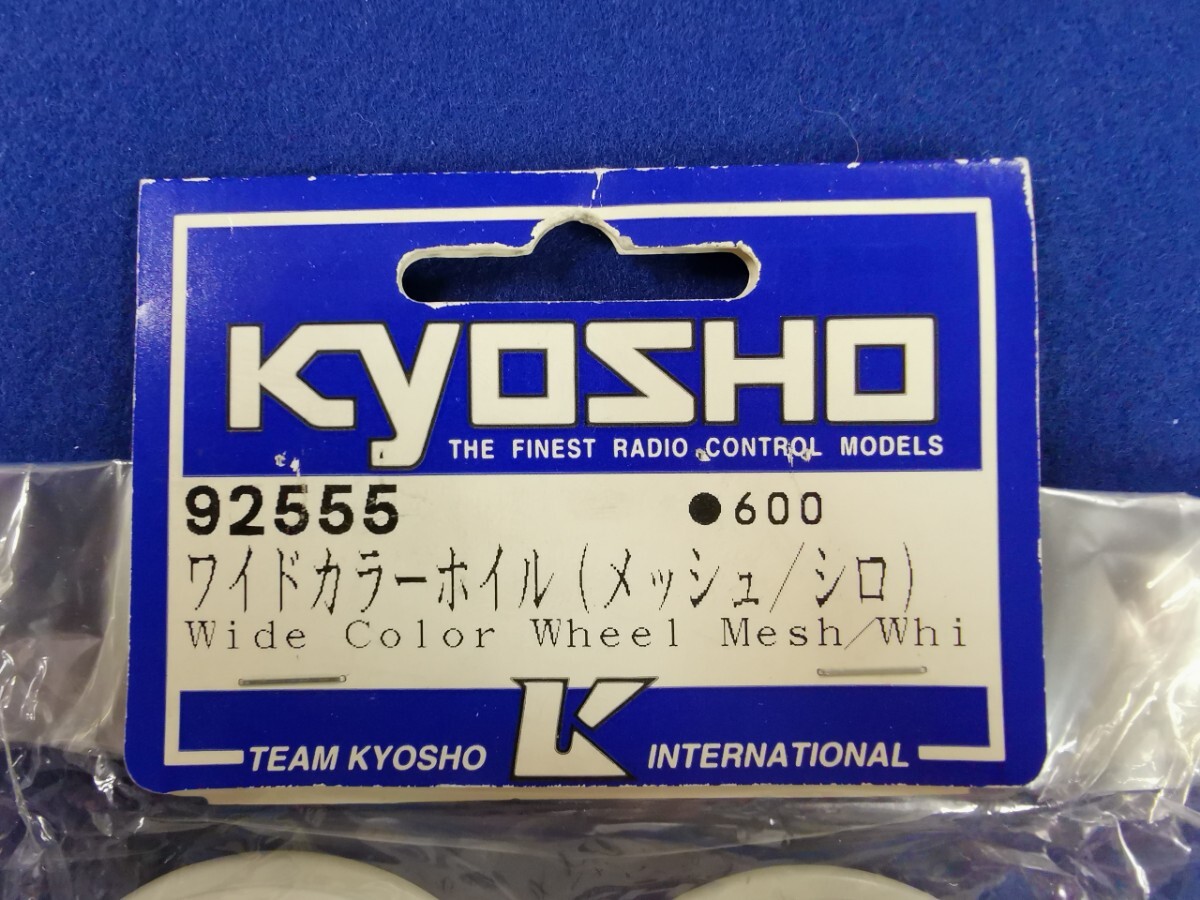 KYOSHO
THE FINEST RADIO CONTROL MODELS
92555 ●600
ワイドカラーホイル(メッシュ/シロ)
Wide Color Wheel Mesh/Whi
TEAM KYOSHO K INTERNATIONAL